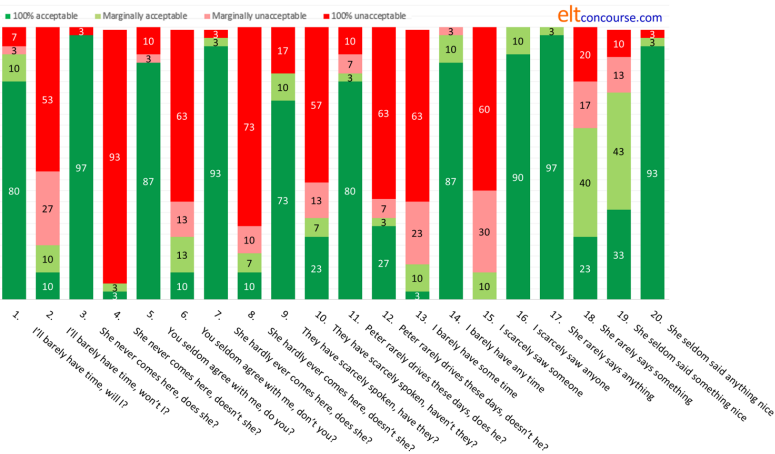 100% acceptable
Marginally acceptable
Marginally unacceptable
100% unacceptable
eltconcourse.com
7
3
10
80
53
27
10
10
3
97
93
3
3
10
3
87
63
13
13
10
3
3
93
73
10
7
10
17
10
73
57
13
7
23
10
7
3
80
63
7
3
27
63
23
10
3
3
10
87
60
30
10
10
90
3
97
20
17
40
23
10
13
43
33
3
3
93
1. I'll barely have time, will I?
2. I'll barely have time, won't I?
3. She never comes here, does she?
4. She never comes here, doesn't she?
5. You seldom agree with me, do you?
6. You seldom agree with me, don't you?
7. She hardly ever comes here, does she?
8. She hardly ever comes here, doesn't she?
9. They have scarcely spoken, have they?
10. They have scarcely spoken, haven't they?
11. Peter rarely drives these days, does he?
12. Peter rarely drives these days, doesn't he?
13. I barely have some time
14. I barely have any time
15. I scarcely saw someone
16. I scarcely saw anyone
17. She rarely says anything
18. She rarely says something
19. She seldom said something nice
20. She seldom said anything nice